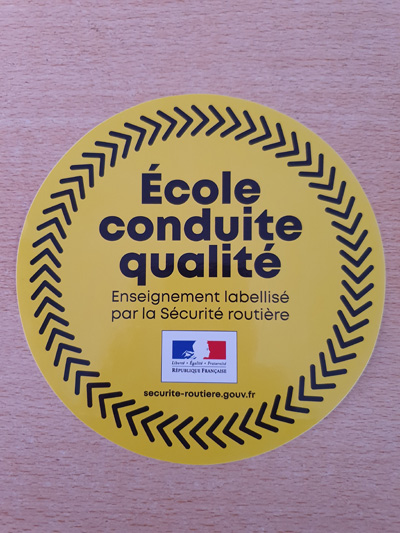 École
conduite
qualité
Enseignement labellisé
par la Sécurité routière
Liberté • Égalité • Fraternité
RÉPUBLIQUE FRANÇAISE
securite-routiere.gouv.fr